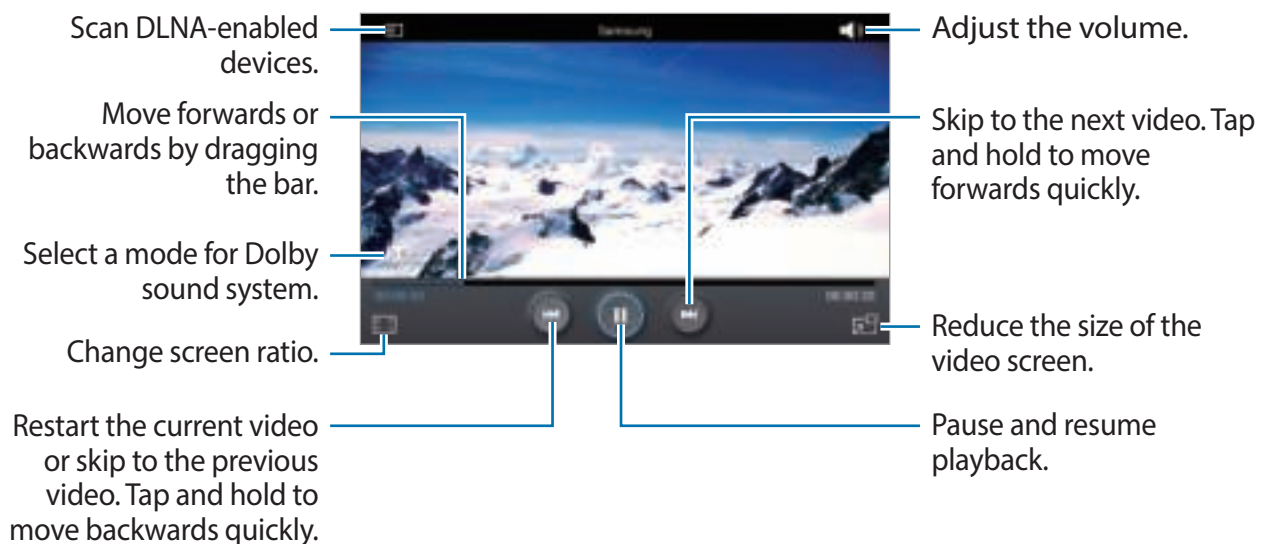 Scan DLNA-enabled
devices.
Move forwards or
backwards by dragging
the bar.
Select a mode for Dolby
sound system.
Change screen ratio.
Restart the current video
or skip to the previous
video. Tap and hold to
move backwards quickly.
Samsung
Adjust the volume.
Skip to the next video. Tap
and hold to move
forwards quickly.
Reduce the size of the
video screen.
Pause and resume
playback.